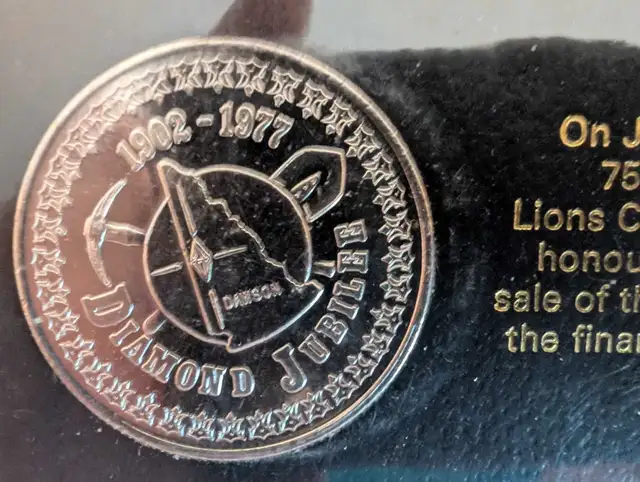 1902 - 1977
DAWSON
DIAMOND JUBILEE
On J
75
Lions C
honou
sale of th
the finan